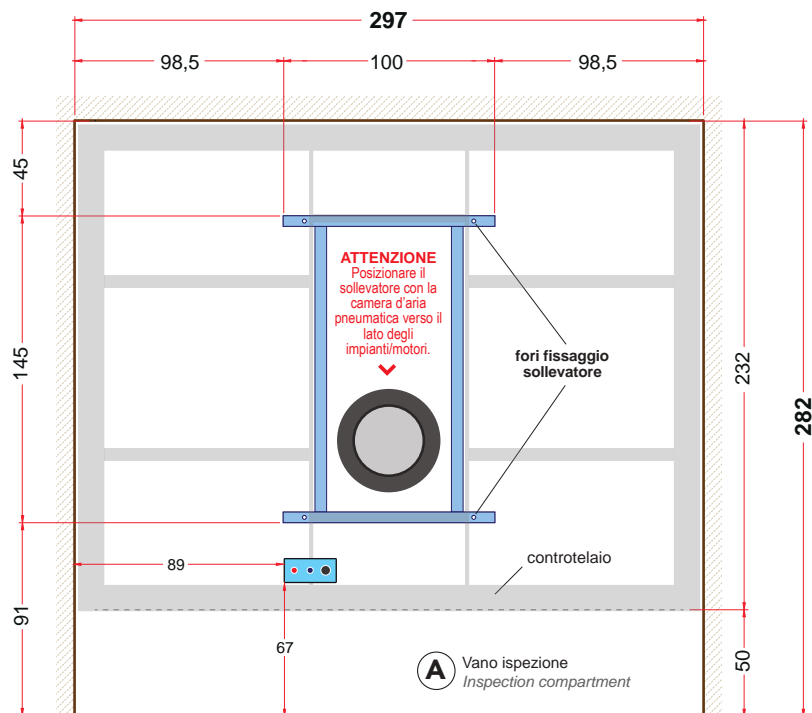 297
98,5
100
98,5
45
145
91
ATTENZIONE
Posizionare il
sollevatore con la
camera d'aria
pneumatica verso il
lato degli
impianti/motori.
fori fissaggio
sollevatore
232
282
89
controtelaio
67
50
A
Vano ispezione
Inspection compartment